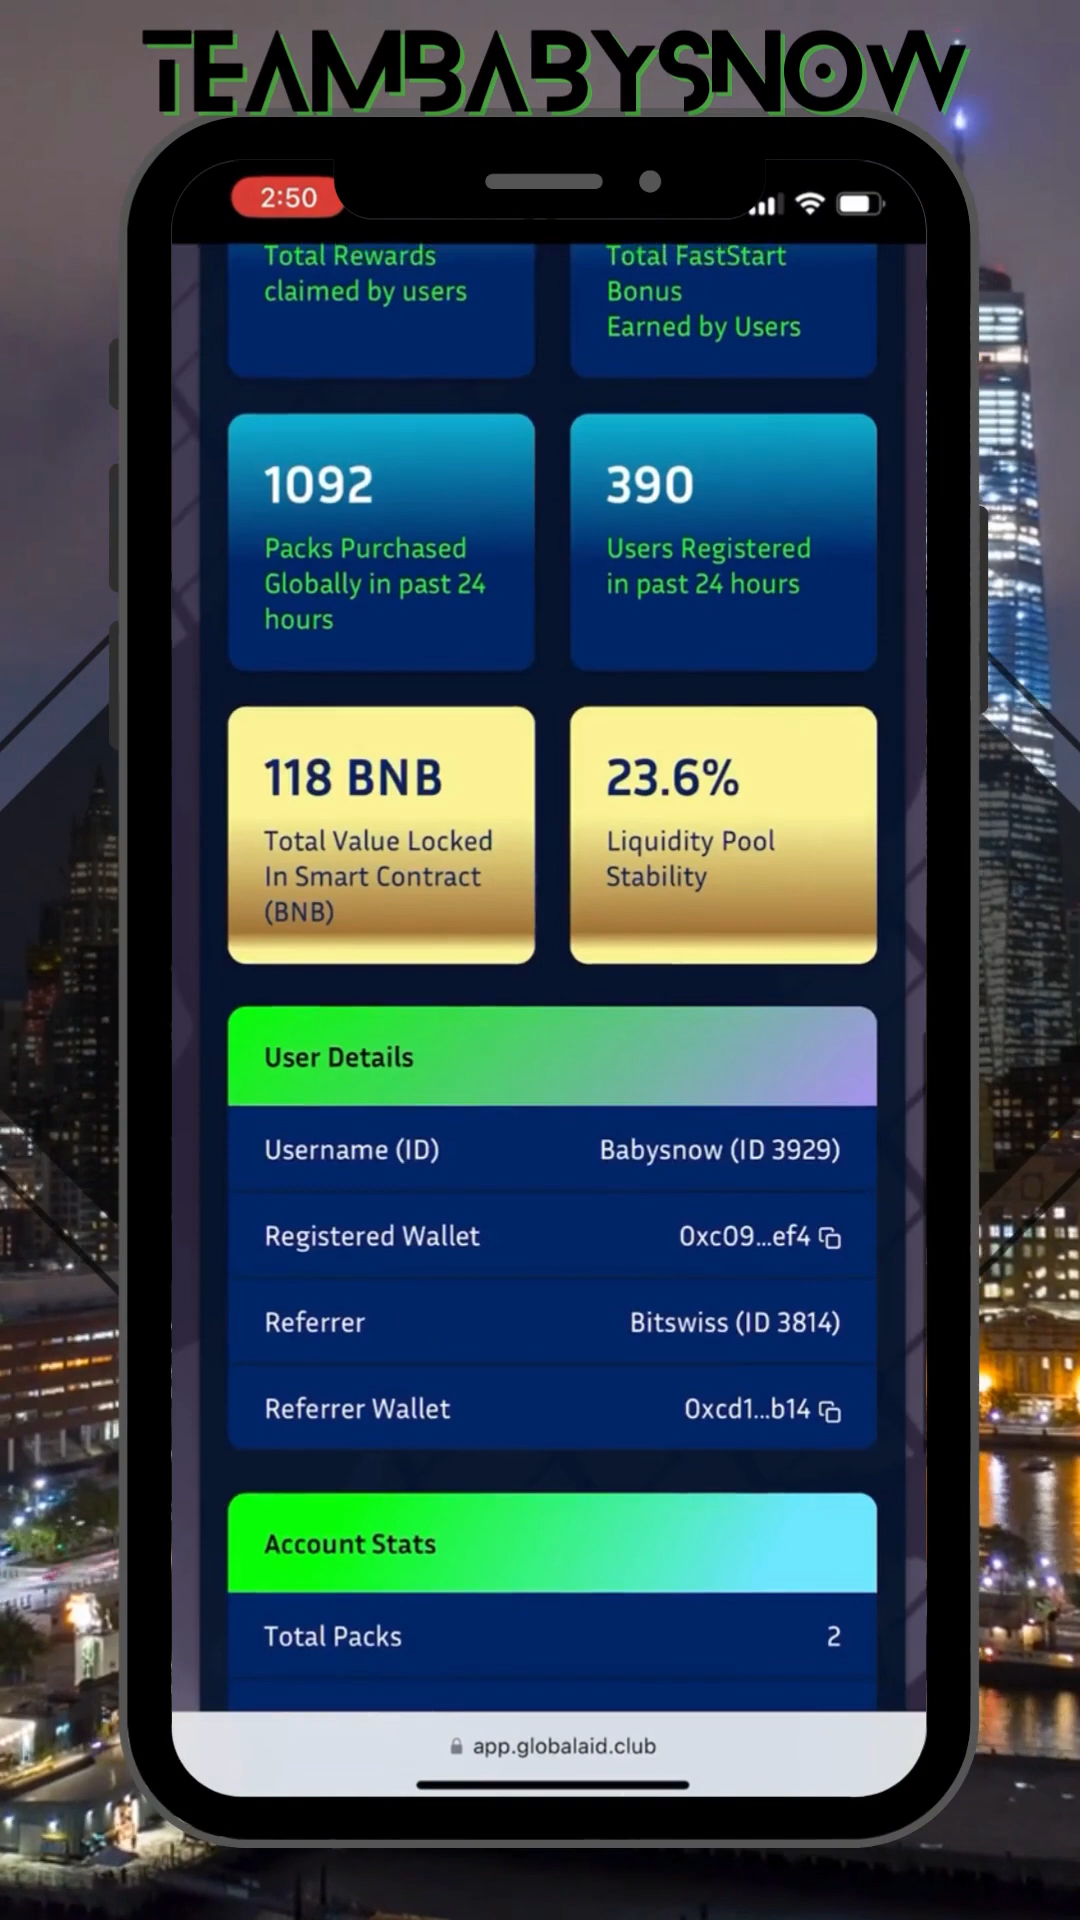 TEAMBABYSNOW
2:50
Total Rewards
claimed by users
Total FastStart
Bonus
Earned by Users
1092
Packs Purchased
Globally in past 24
hours
390
Users Registered
in past 24 hours
118 BNB
Total Value Locked
In Smart Contract
(BNB)
23.6%
Liquidity Pool
Stability
User Details
Username (ID) Babysnow (ID 3929)
Registered Wallet 0xc09...ef4
Referrer Bitswiss (ID 3814)
Referrer Wallet 0xcd1...b14
Account Stats
Total Packs 2
app.globalaid.club